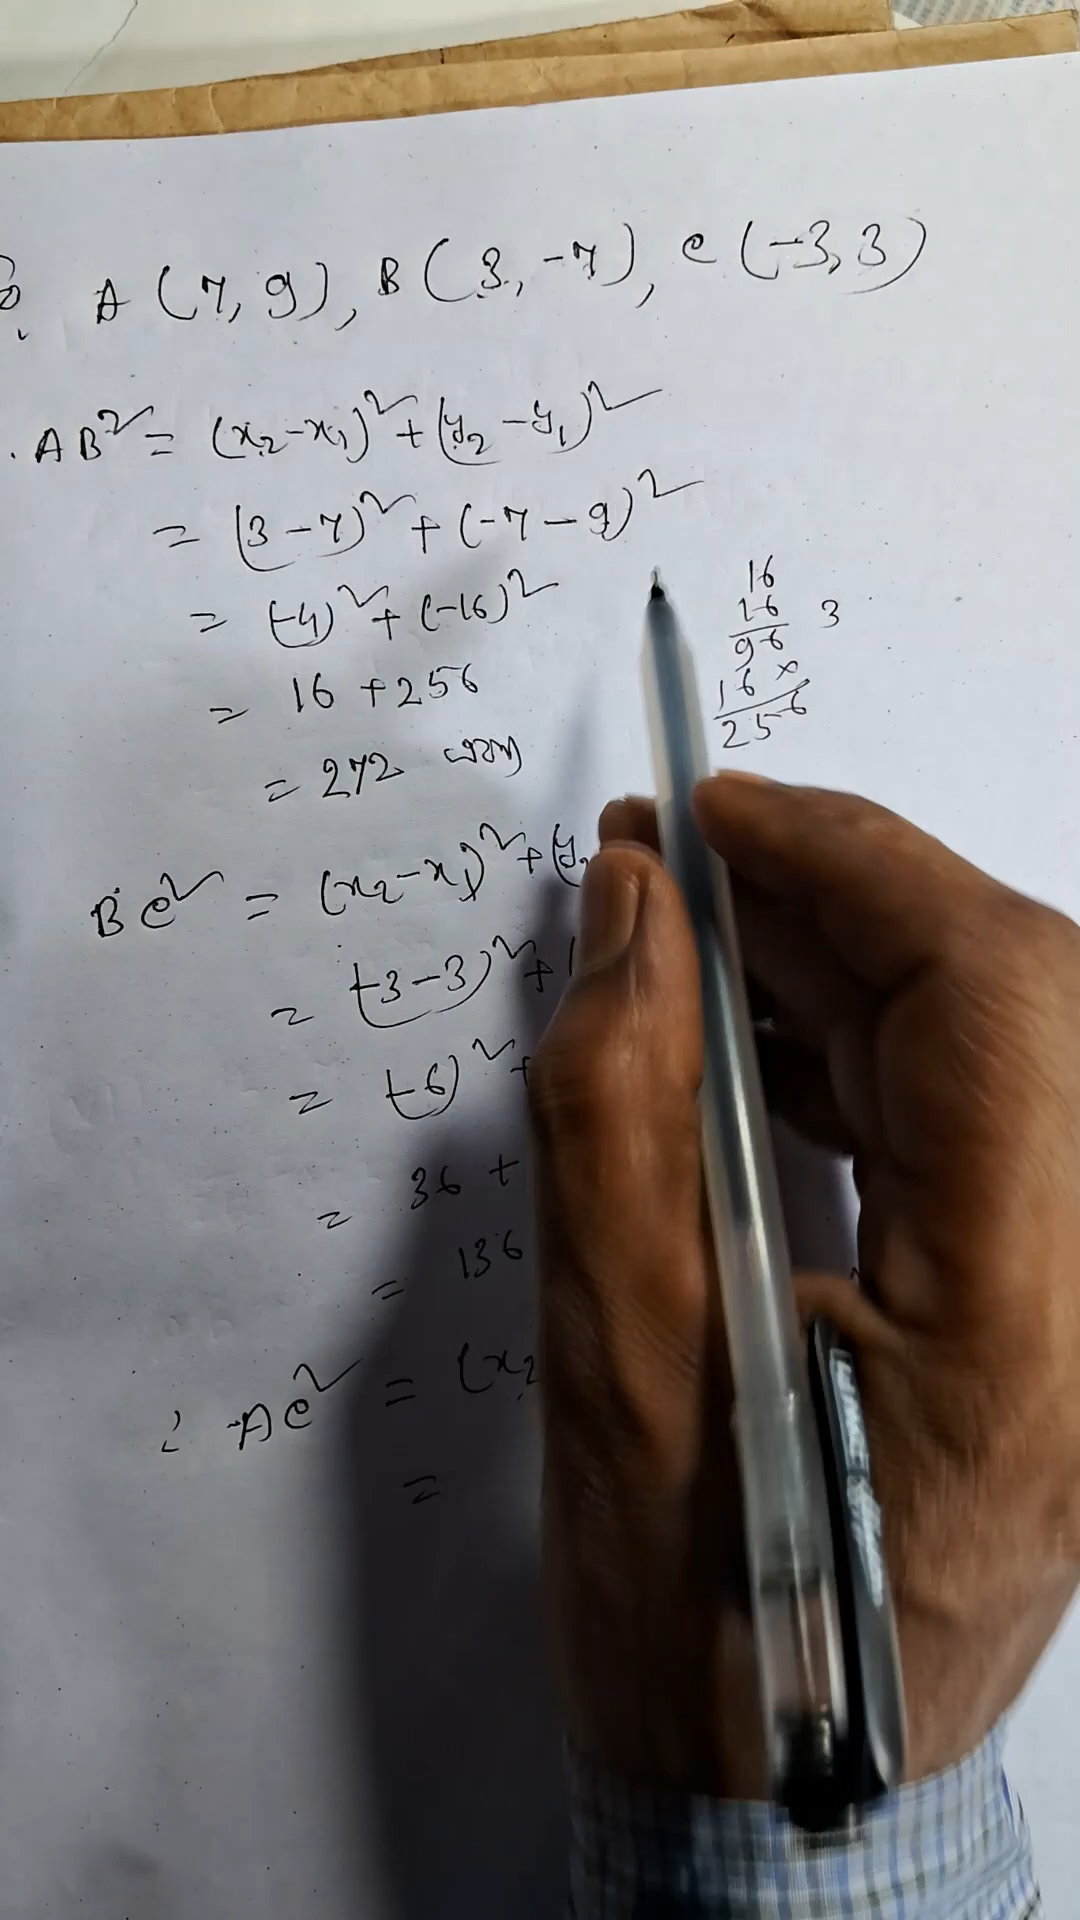 A (7, 9), B (3, -7), C (-3, 3)
. AB² = (x₂-x₁)² + (y₂ - y₁)²
= (3 - 7)² + (-7 - 9)²
= (-4)² + (-16)²
= 16 + 256
= 272 একক
16
16 3
96
16 ×
256
BC² = (x₂ - x₁)² + (y₂
= (-3 - 3)² + (
= (-6)² +
= 36 +
= 136
∴ AC² = (x₂
=